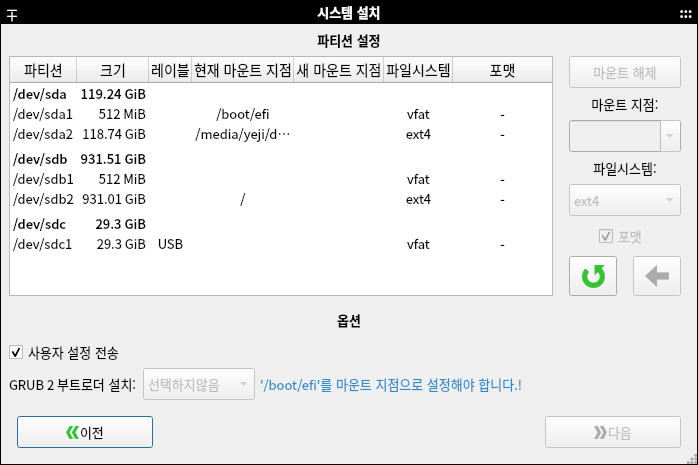 시스템 설치
파티션 설정
파티션 크기 레이블 현재 마운트 지점 새 마운트 지점 파일시스템 포맷
/dev/sda 119.24 GiB
/dev/sda1 512 MiB /boot/efi vfat -
/dev/sda2 118.74 GiB /media/yeji/d⋯ ext4 -
/dev/sdb 931.51 GiB
/dev/sdb1 512 MiB vfat -
/dev/sdb2 931.01 GiB / ext4 -
/dev/sdc 29.3 GiB
/dev/sdc1 29.3 GiB USB vfat -
마운트 해제
마운트 지점:
파일시스템:
ext4
포맷
옵션
사용자 설정 전송
GRUB 2 부트로더 설치: 선택하지않음 '/boot/efi'를 마운트 지점으로 설정해야 합니다.!
이전 다음